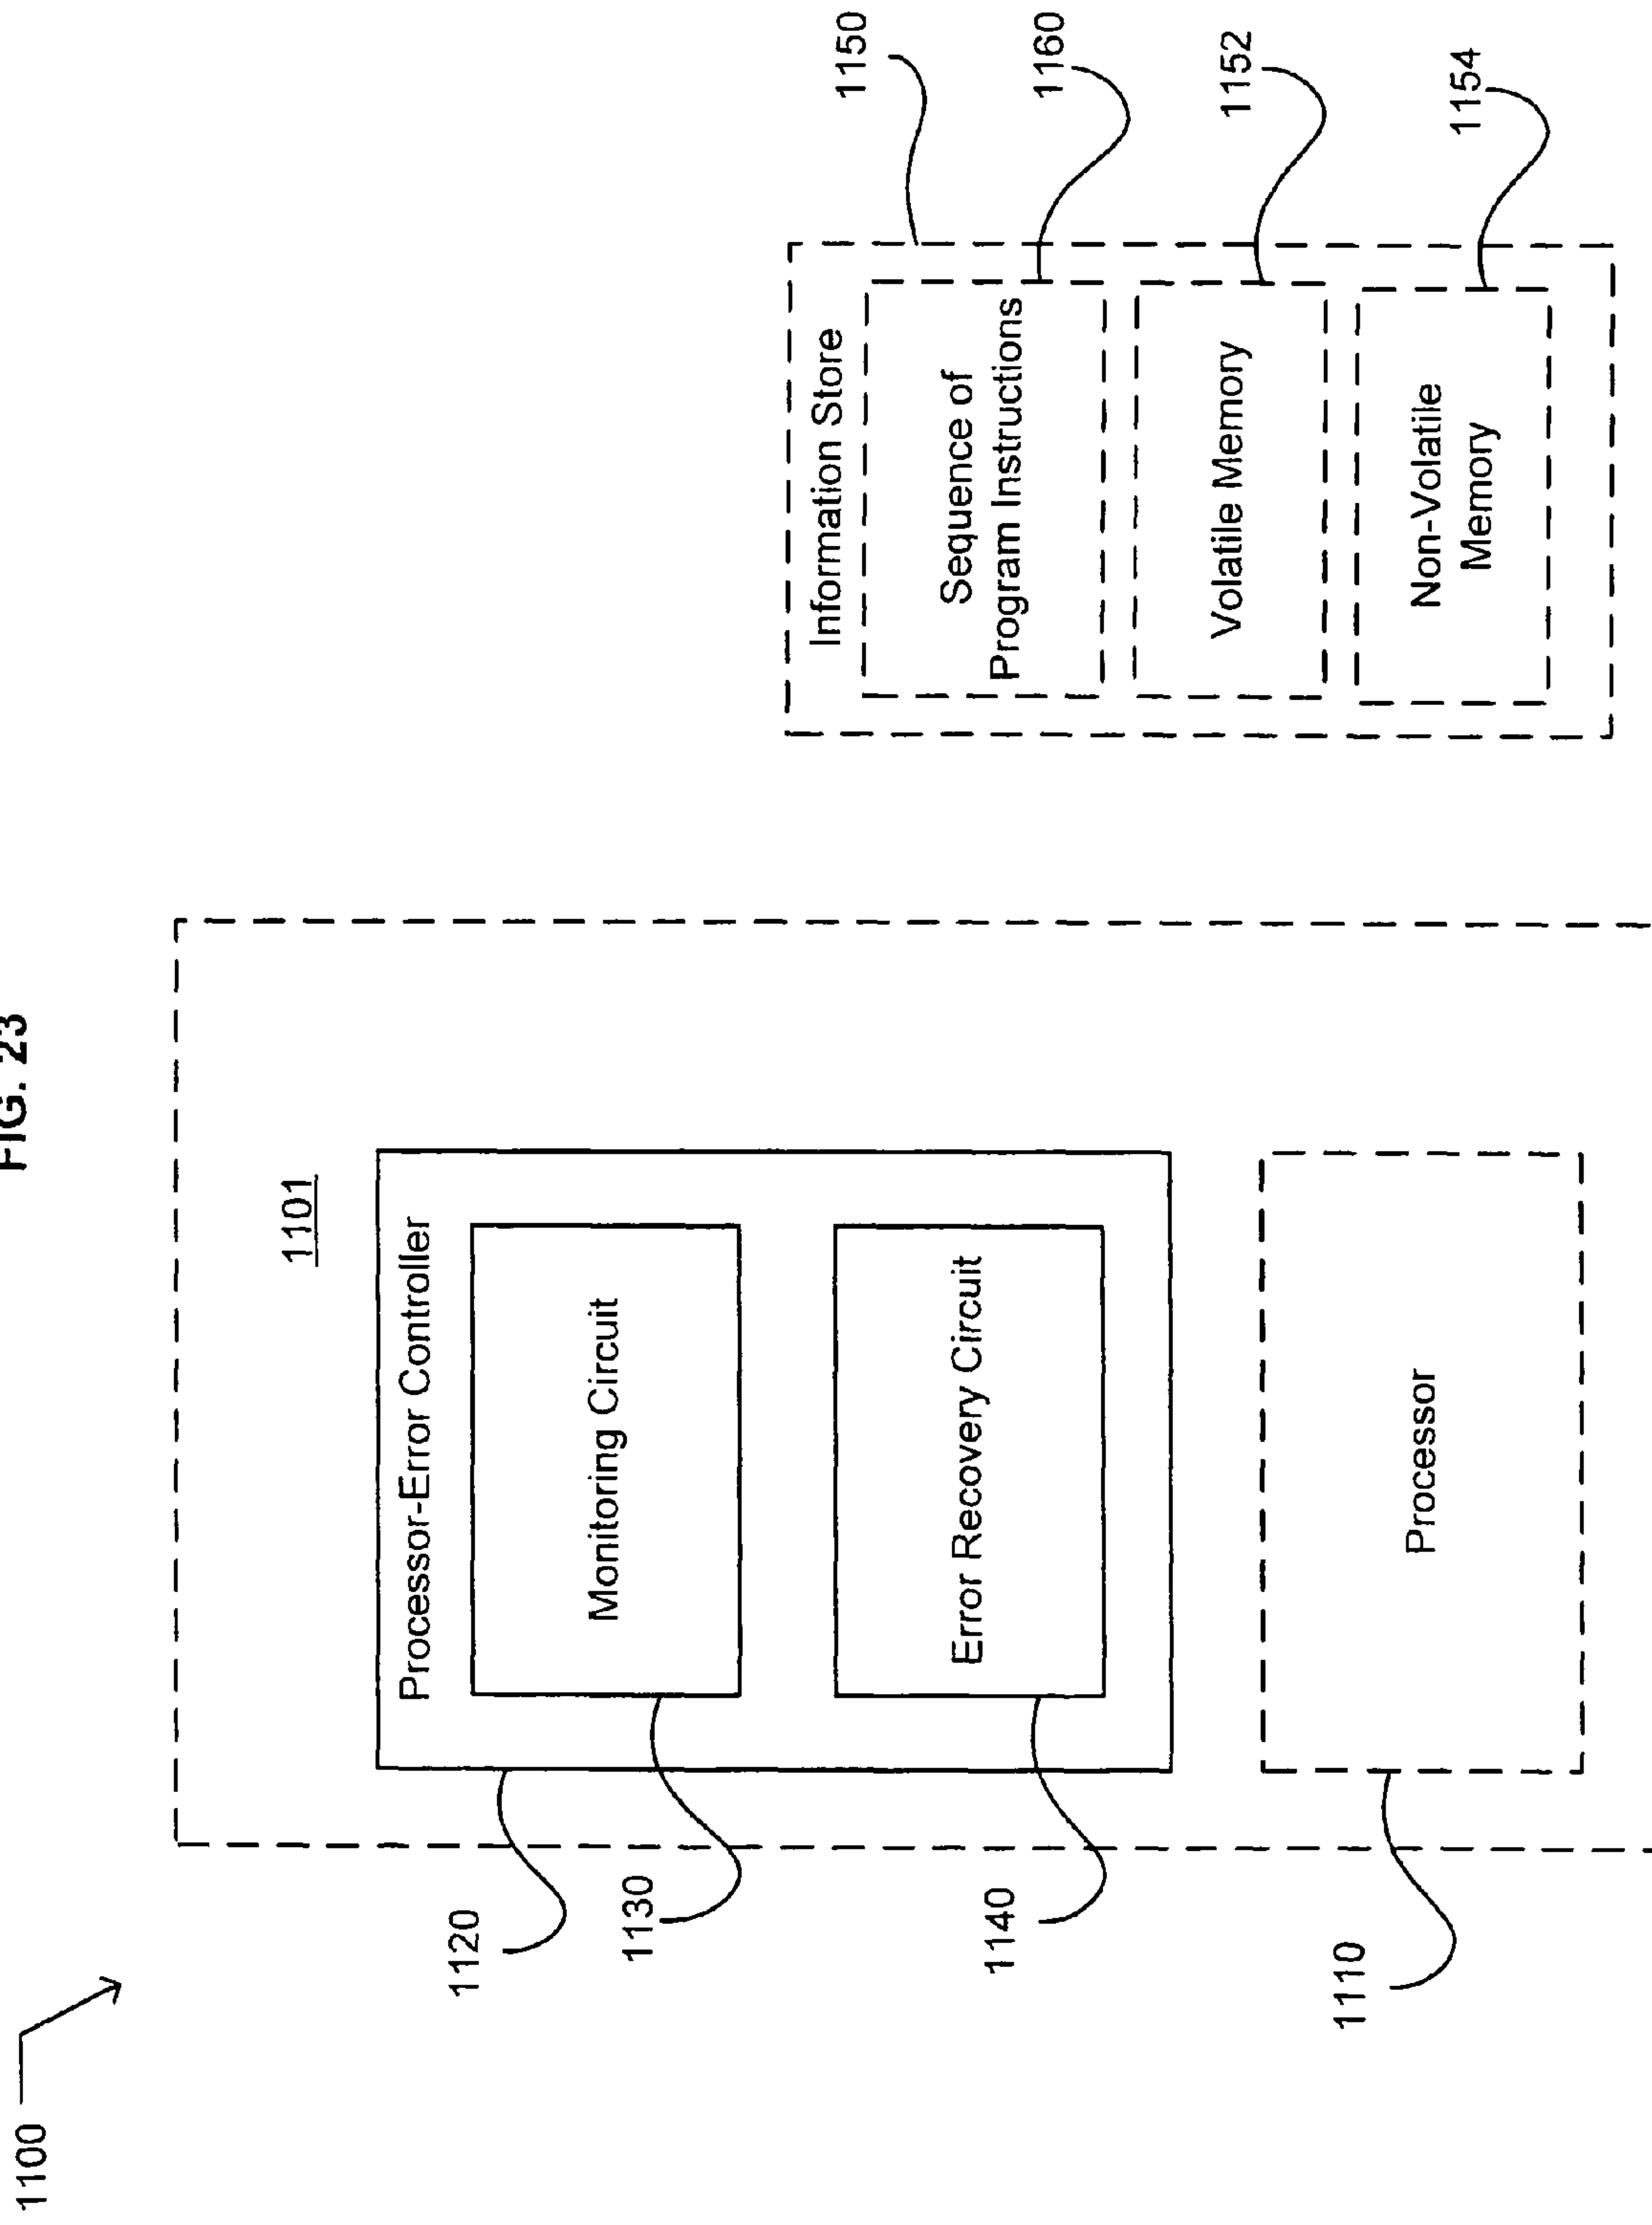 FIG. 23
1100
1101
Processor-Error Controller
1120
Monitoring Circuit
1130
Error Recovery Circuit
1140
Processor
1110
Information Store
1150
Sequence of
Program Instructions
1160
Volatile Memory
1152
Non-Volatile
Memory
1154